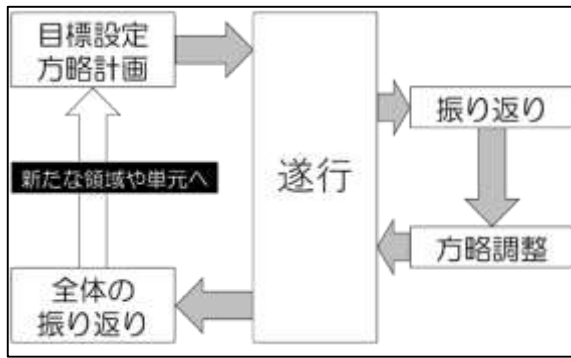 目標設定
方略計画
遂行
振り返り
方略調整
全体の
振り返り
新たな領域や単元へ